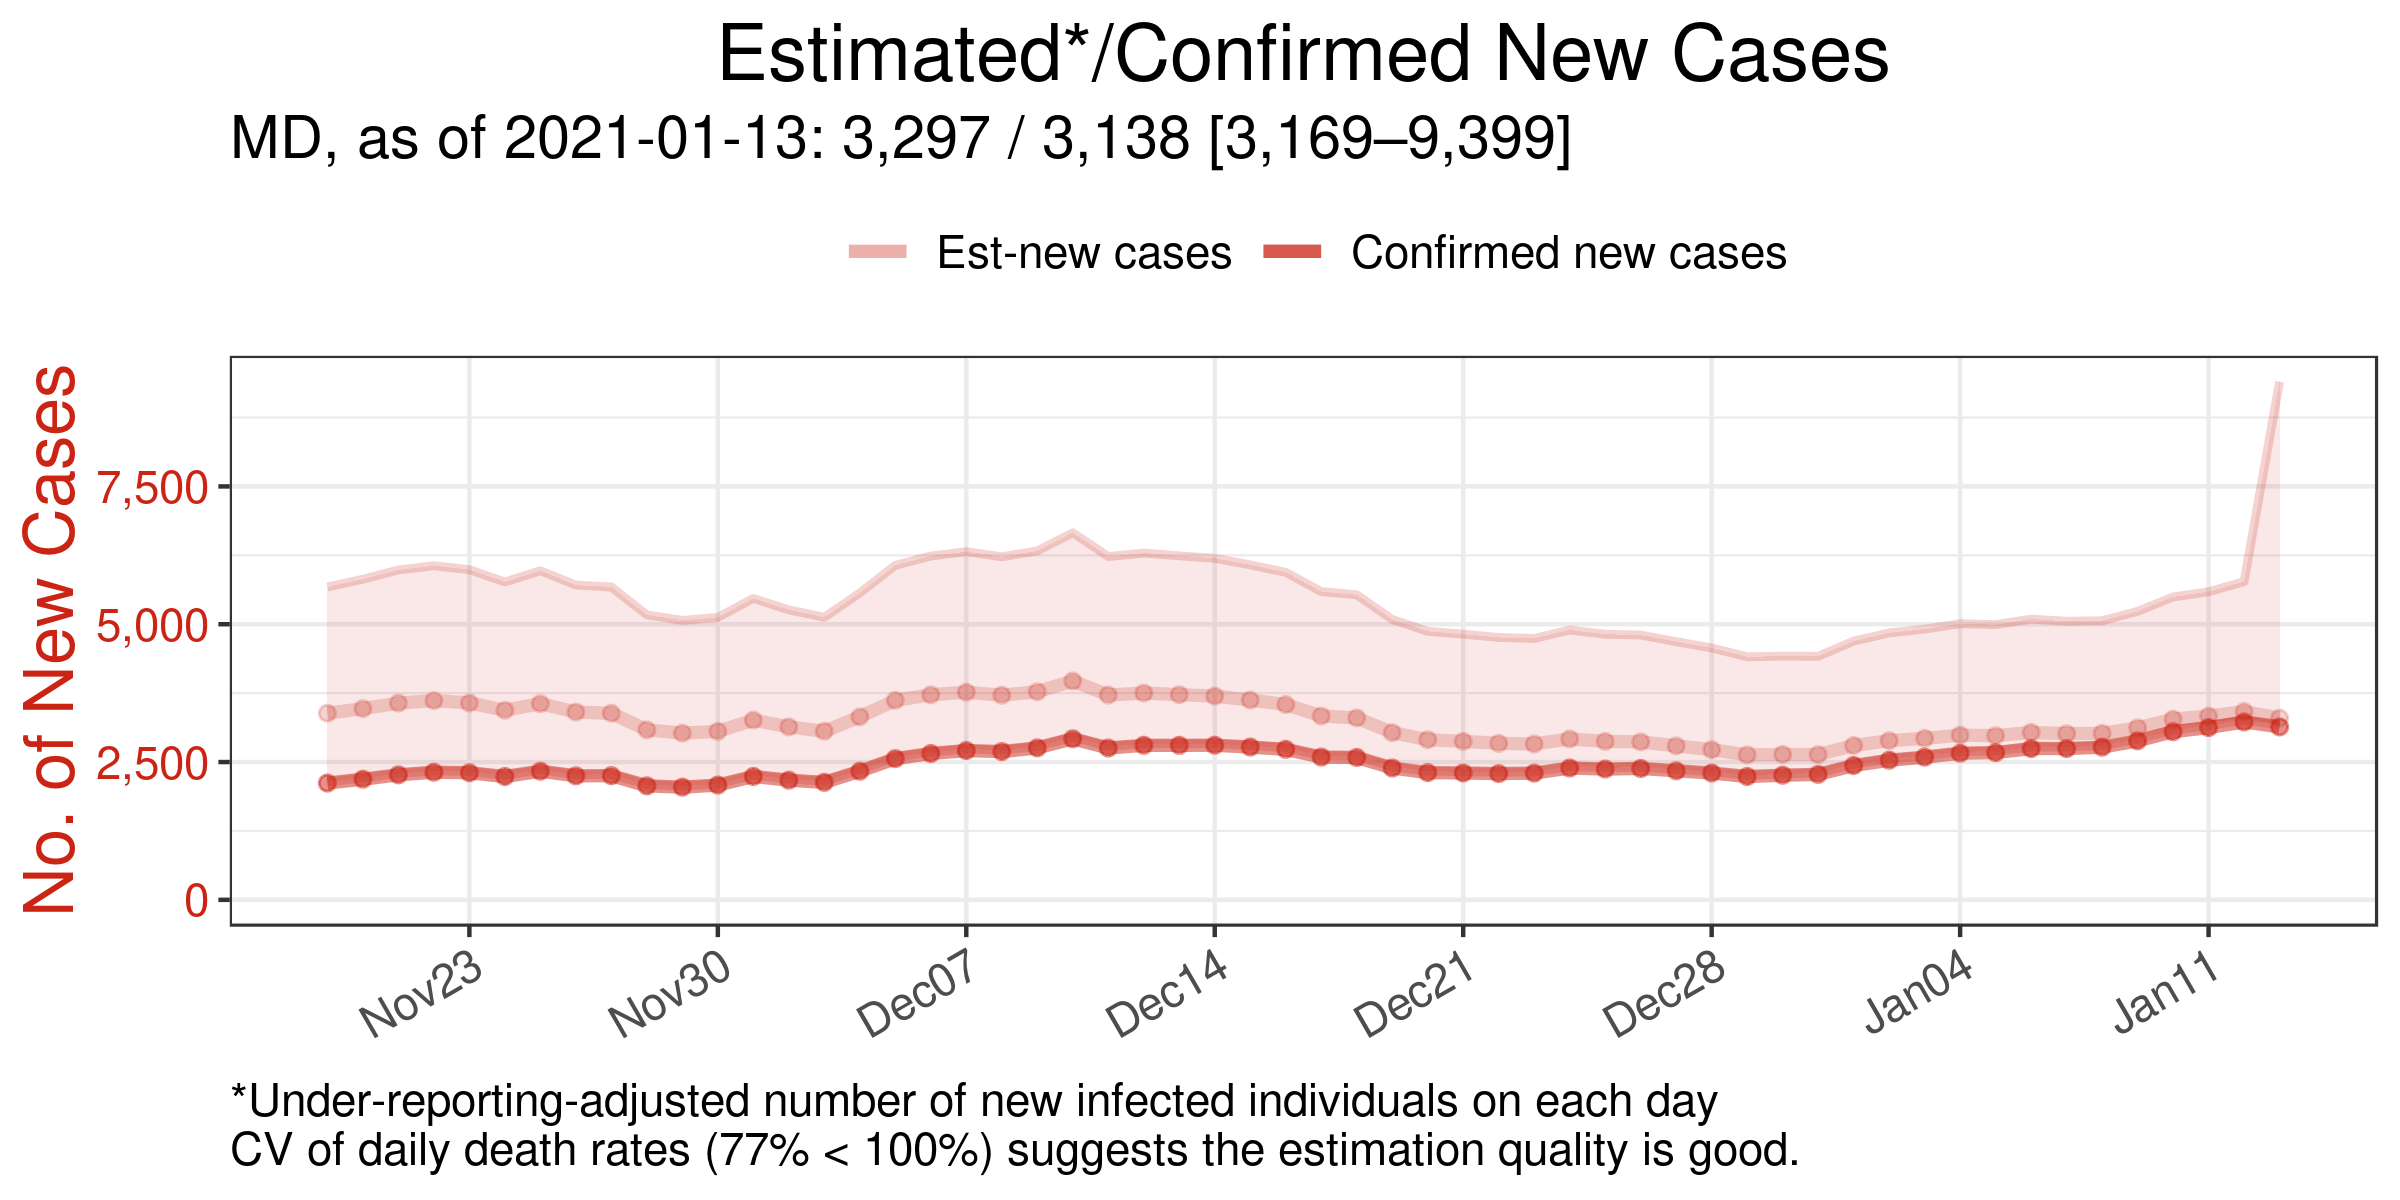 Estimated*/Confirmed New Cases
MD, as of 2021-01-13: 3,297 / 3,138 [3,169–9,399]
Est-new cases
Confirmed new cases
No. of New Cases
7,500
5,000
2,500
0
Nov23
Nov30
Dec07
Dec14
Dec21
Dec28
Jan04
Jan11
*Under-reporting-adjusted number of new infected individuals on each day
CV of daily death rates (77% < 100%) suggests the estimation quality is good.